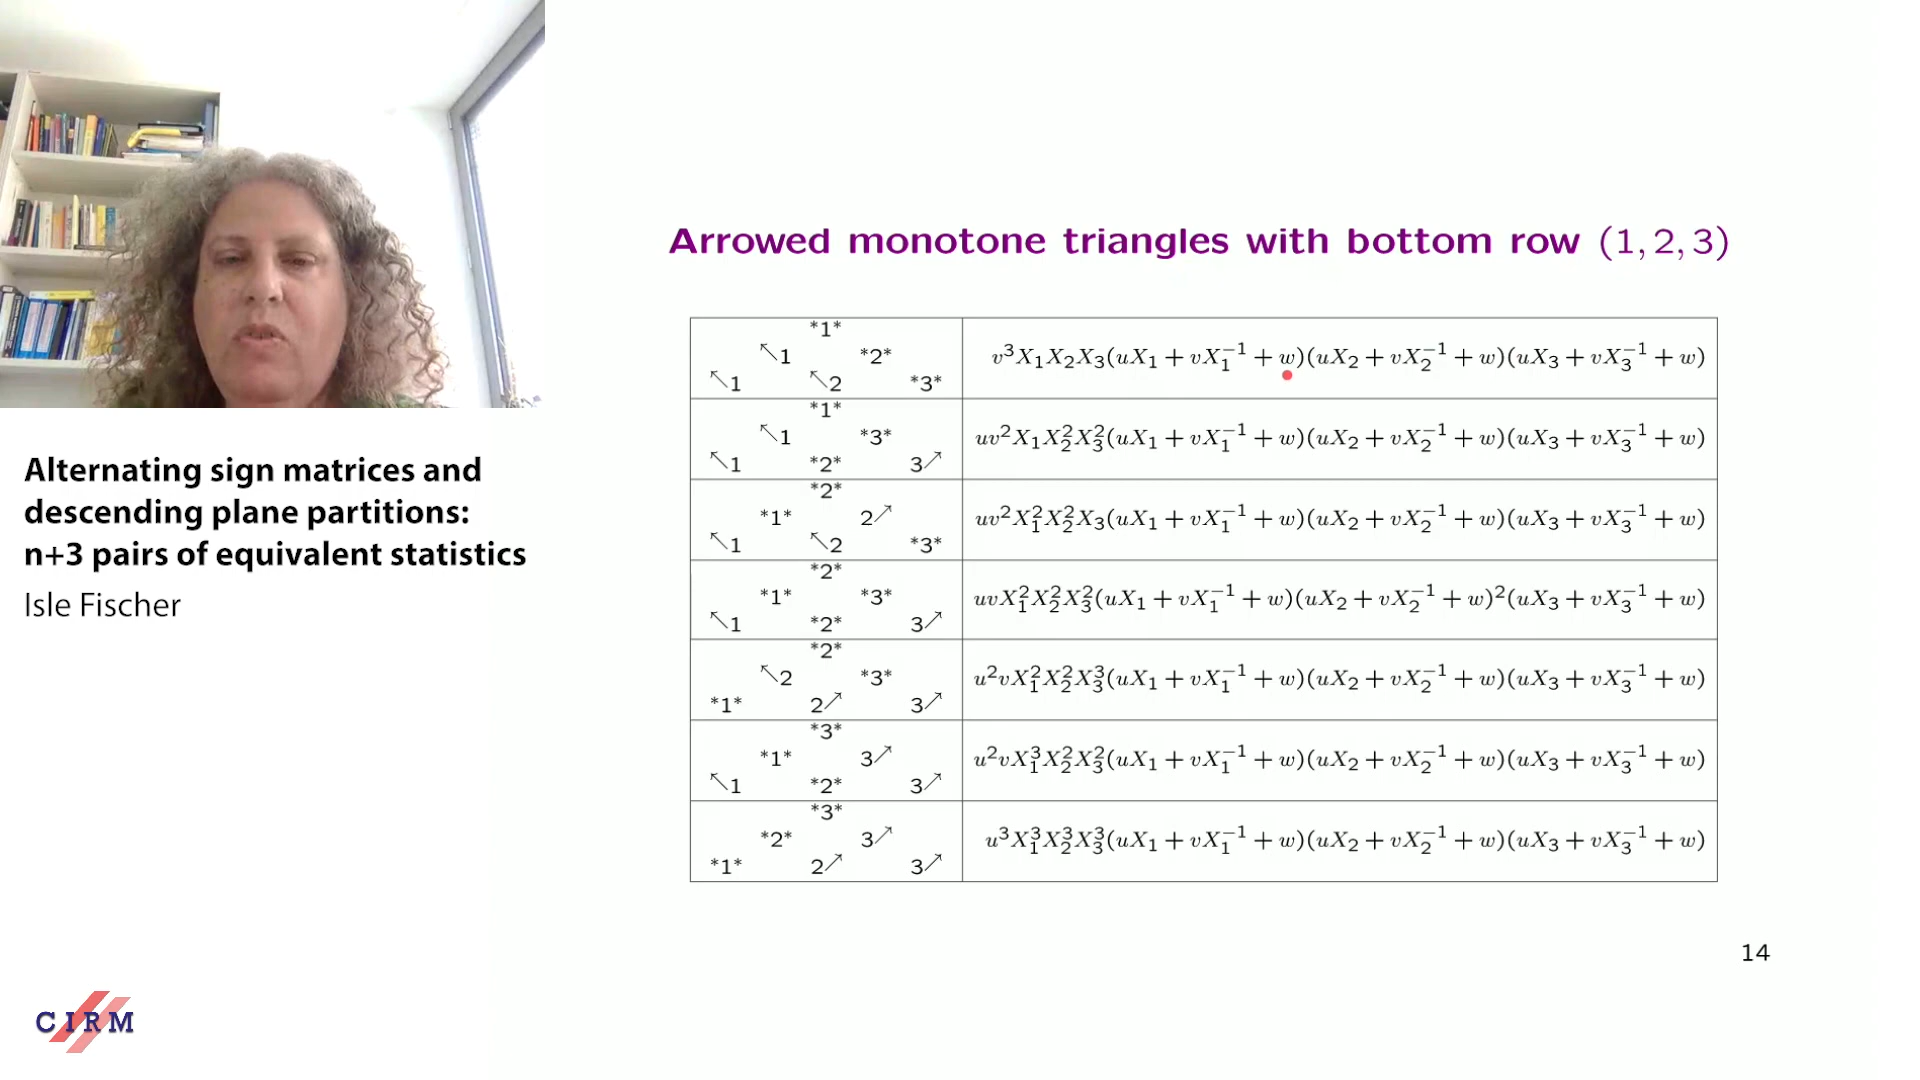 Arrowed monotone triangles with bottom row (1, 2, 3)
*1*
↖1 *2*
↖1 ↖2 *3*
v³X₁X₂X₃(uX₁ + vX₁⁻¹ + w)(uX₂ + vX₂⁻¹ + w)(uX₃ + vX₃⁻¹ + w)
*1*
↖1 *3*
↖1 *2* 3↗
uv²X₁X₂²X₃²(uX₁ + vX₁⁻¹ + w)(uX₂ + vX₂⁻¹ + w)(uX₃ + vX₃⁻¹ + w)
*2*
*1* 2↗
↖1 ↖2 *3*
uv²X₁²X₂²X₃(uX₁ + vX₁⁻¹ + w)(uX₂ + vX₂⁻¹ + w)(uX₃ + vX₃⁻¹ + w)
*2*
*1* *3*
↖1 *2* 3↗
uvX₁²X₂²X₃²(uX₁ + vX₁⁻¹ + w)(uX₂ + vX₂⁻¹ + w)²(uX₃ + vX₃⁻¹ + w)
*2*
↖2 *3*
*1* 2↗ 3↗
u²vX₁²X₂²X₃³(uX₁ + vX₁⁻¹ + w)(uX₂ + vX₂⁻¹ + w)(uX₃ + vX₃⁻¹ + w)
*3*
*1* 3↗
↖1 *2* 3↗
u²vX₁³X₂²X₃²(uX₁ + vX₁⁻¹ + w)(uX₂ + vX₂⁻¹ + w)(uX₃ + vX₃⁻¹ + w)
*3*
*2* 3↗
*1* 2↗ 3↗
u³X₁³X₂³X₃³(uX₁ + vX₁⁻¹ + w)(uX₂ + vX₂⁻¹ + w)(uX₃ + vX₃⁻¹ + w)
14
Alternating sign matrices and
descending plane partitions:
n+3 pairs of equivalent statistics
Isle Fischer
CIRM